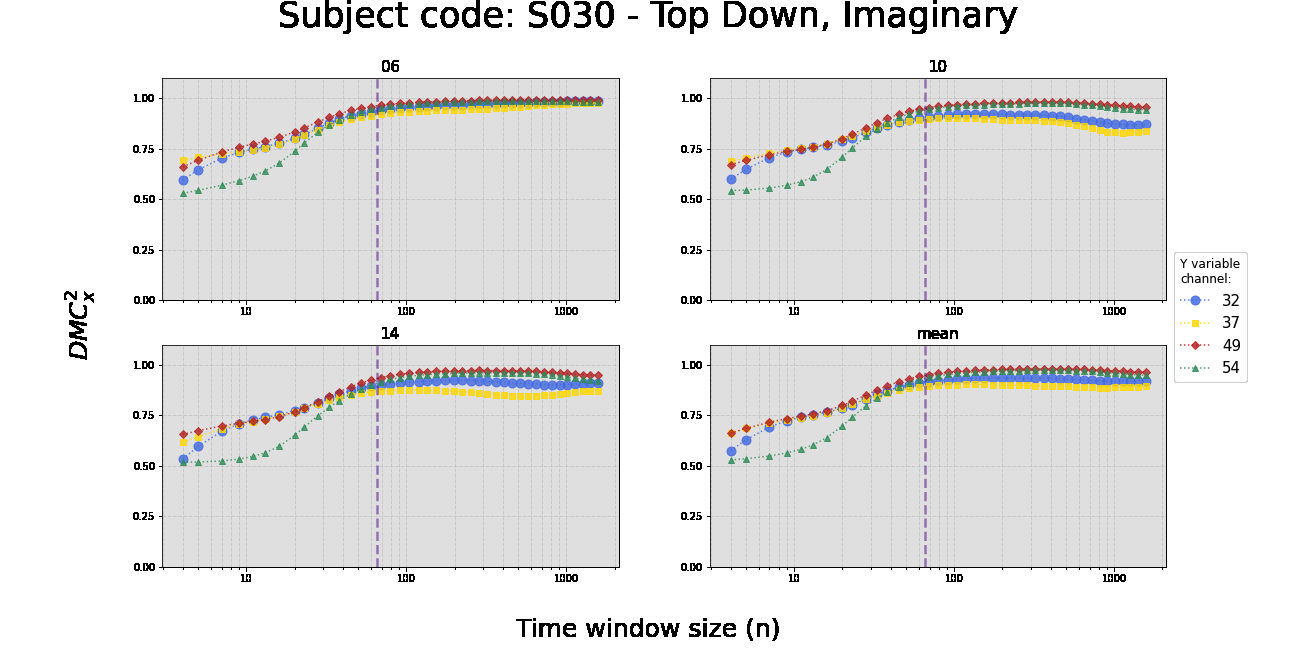 Subject code: S030 - Top Down, Imaginary
06
1.00
0.75
0.50
0.25
0.00
10 100 1000
10
1.00
0.75
0.50
0.25
0.00
10 100 1000
14
1.00
0.75
0.50
0.25
0.00
10 100 1000
mean
1.00
0.75
0.50
0.25
0.00
10 100 1000
Y variable
channel:
32
37
49
54
DMC²ₓ
Time window size (n)